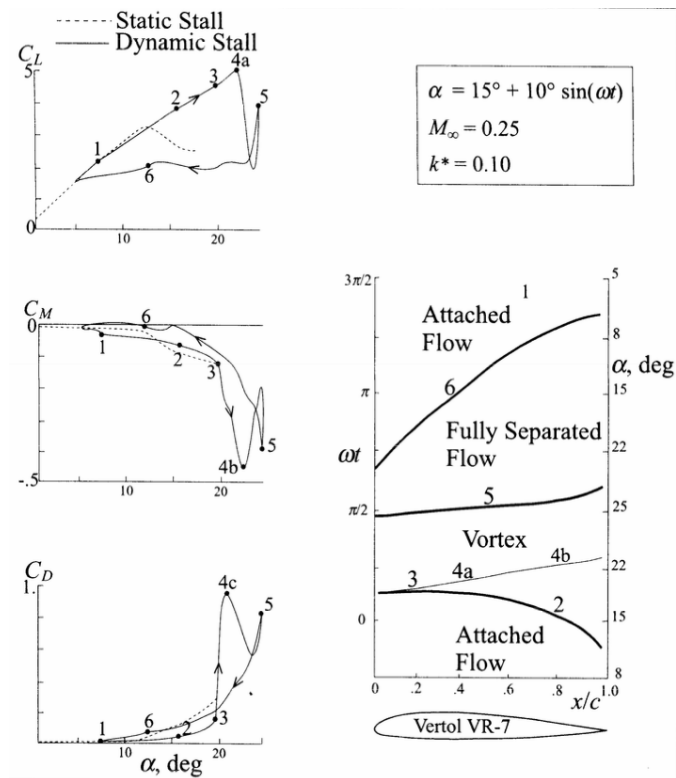 Static Stall
Dynamic Stall
C_L
5
4a
3
5
2
1
6
0
10
20
α = 15° + 10° sin(ωt)
M_∞ = 0.25
k* = 0.10
C_M
0
6
1
2
3
5
4b
-.5
10
20
C_D
1.
4c
5
6
3
1
2
0
10
20
α, deg
3π/2
5
1
Attached
Flow
8
α, deg
6
π
15
Fully Separated
Flow
22
ωt
5
π/2
25
Vortex
4b
4a
22
3
2
0
15
Attached
Flow
8
0
.2
.4
.6
.8
1.0
x/c
Vertol VR-7